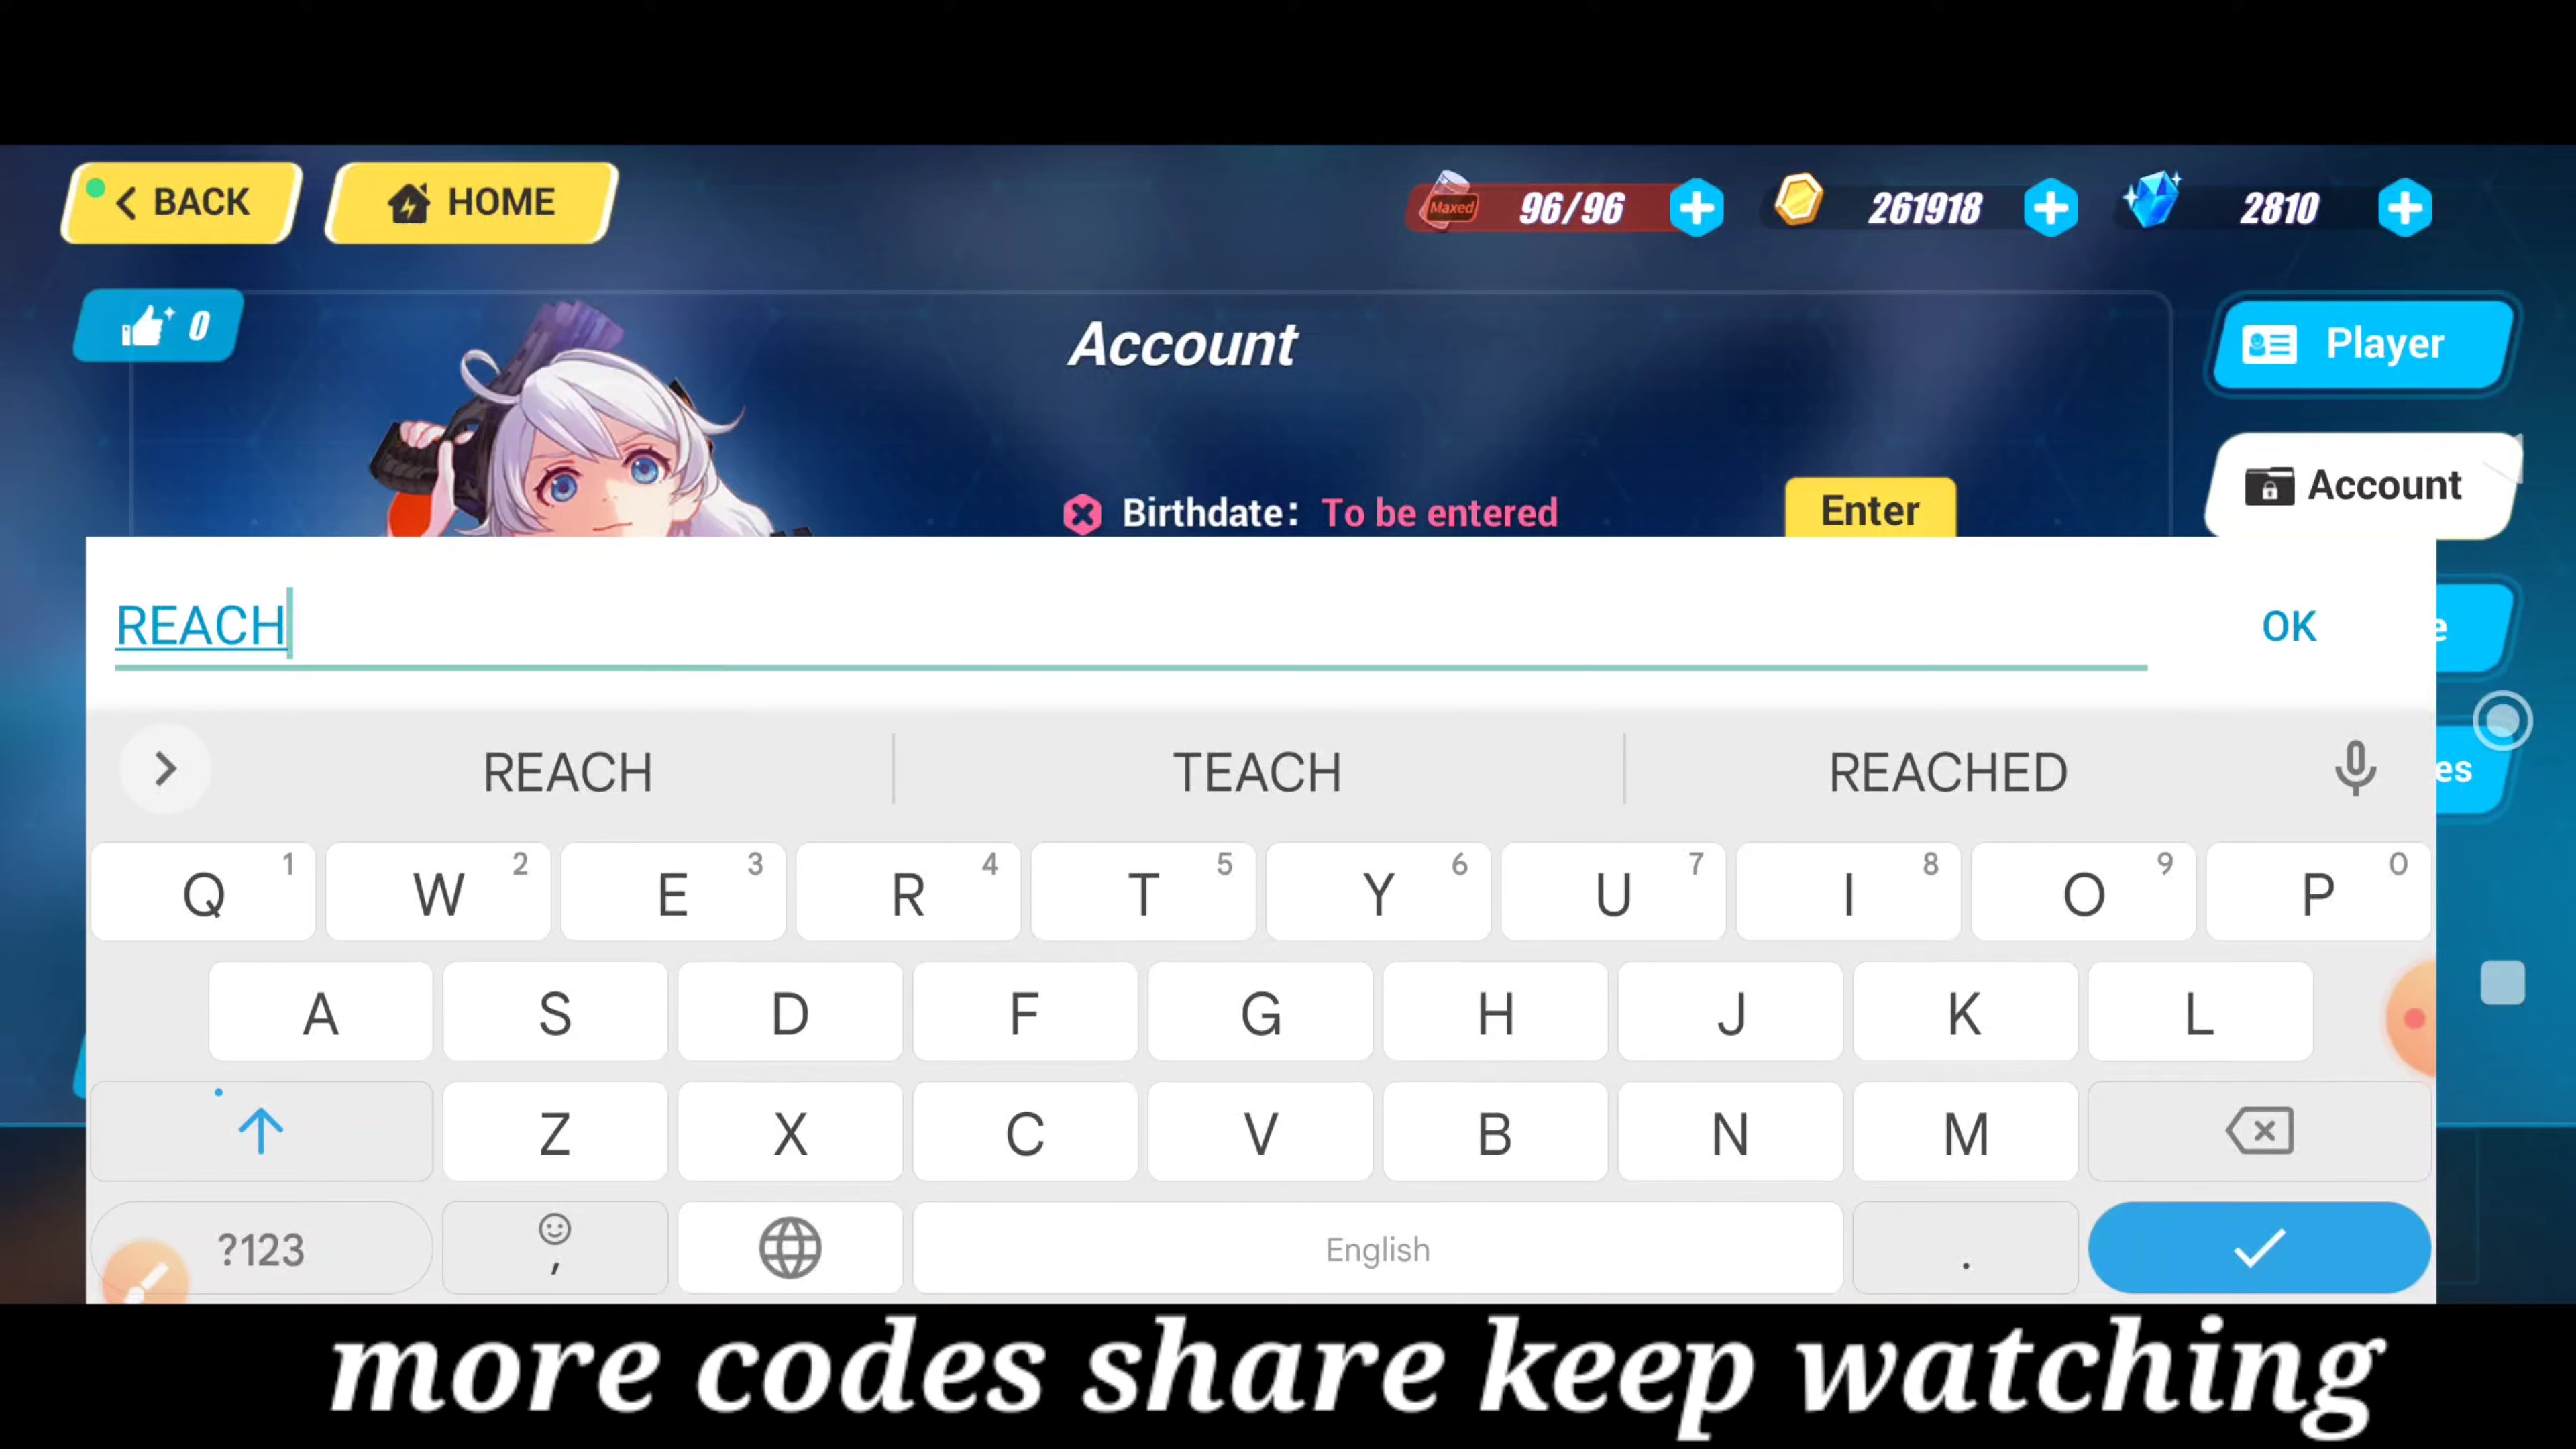 BACK
HOME
Maxed
96/96
261918
2810
0
Account
Player
Account
Birthdate: To be entered
Enter
REACH
OK
e
REACH
TEACH
REACHED
es
Q 1 W 2 E 3 R 4 T 5 Y 6 U 7 I 8 O 9 P 0
A S D F G H J K L
Z X C V B N M
?123 , English .
more codes share keep watching